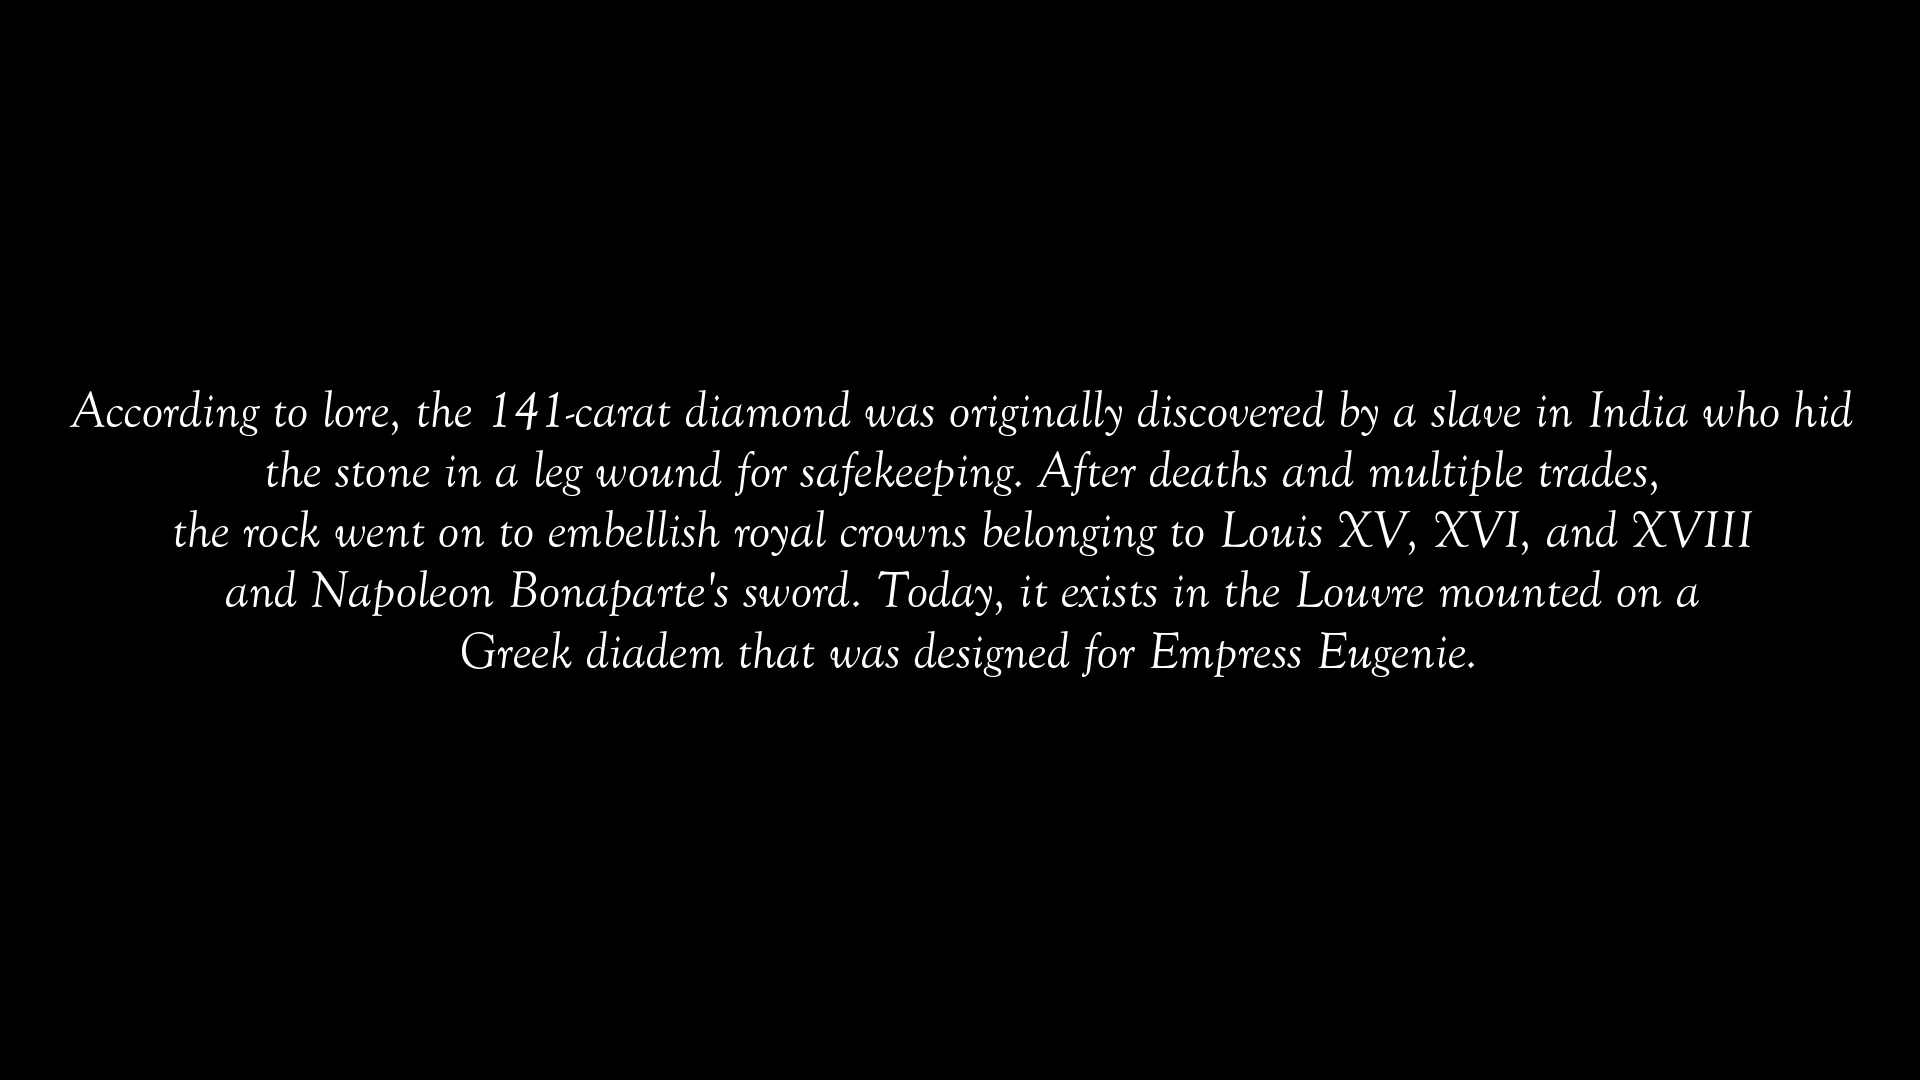 According to lore, the 141-carat diamond was originally discovered by a slave in India who hid
the stone in a leg wound for safekeeping. After deaths and multiple trades,
the rock went on to embellish royal crowns belonging to Louis XV, XVI, and XVIII
and Napoleon Bonaparte's sword. Today, it exists in the Louvre mounted on a
Greek diadem that was designed for Empress Eugenie.